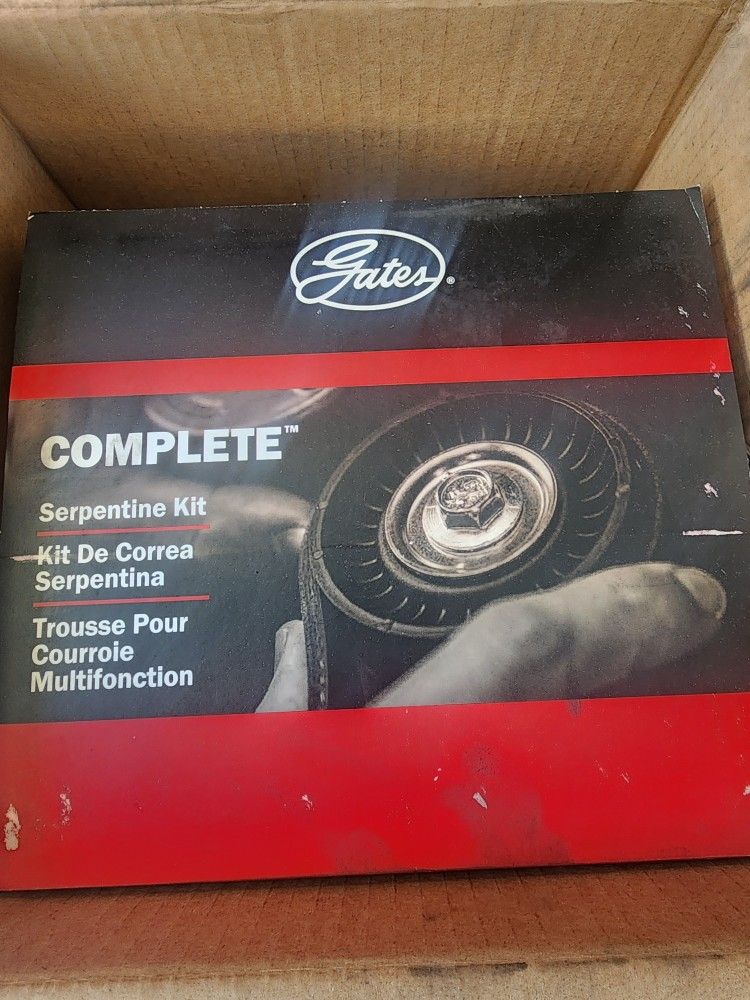 Gates®
COMPLETE™
Serpentine Kit
Kit De Correa
Serpentina
Trousse Pour
Courroie
Multifonction